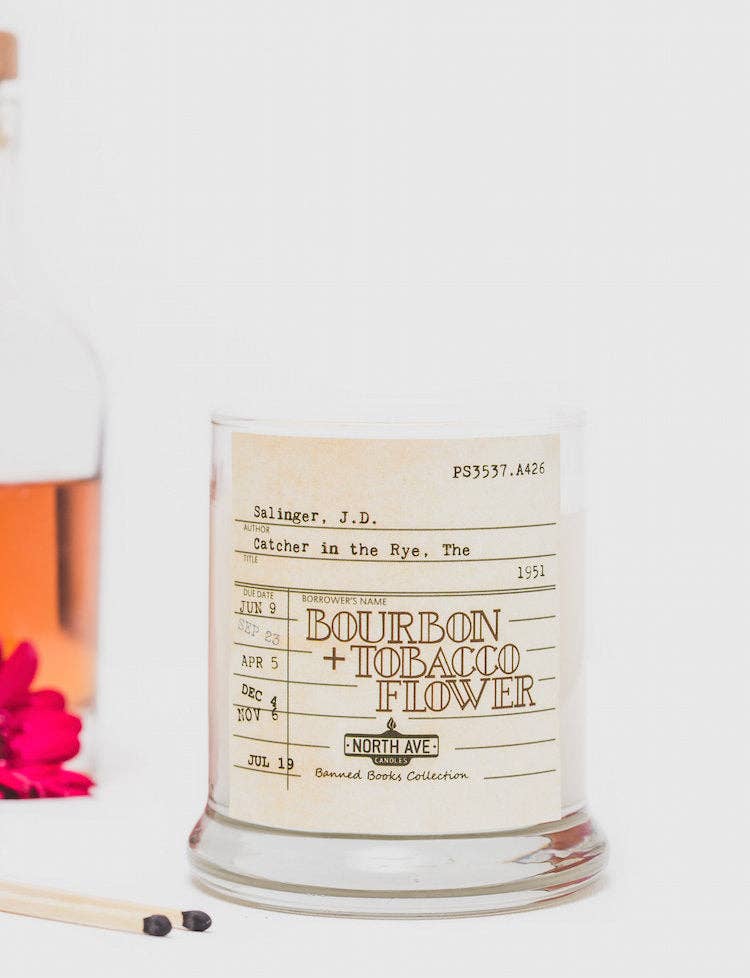 PS3537.A426
Salinger, J.D.
AUTHOR
Catcher in the Rye, The
TITLE
1951
DUE DATE
BORROWER'S NAME
JUN 9
SEP 23
APR 5
DEC 4
NOV 6
JUL 19
BOURBON
+ TOBACCO
FLOWER
NORTH AVE
CANDLES
Banned Books Collection